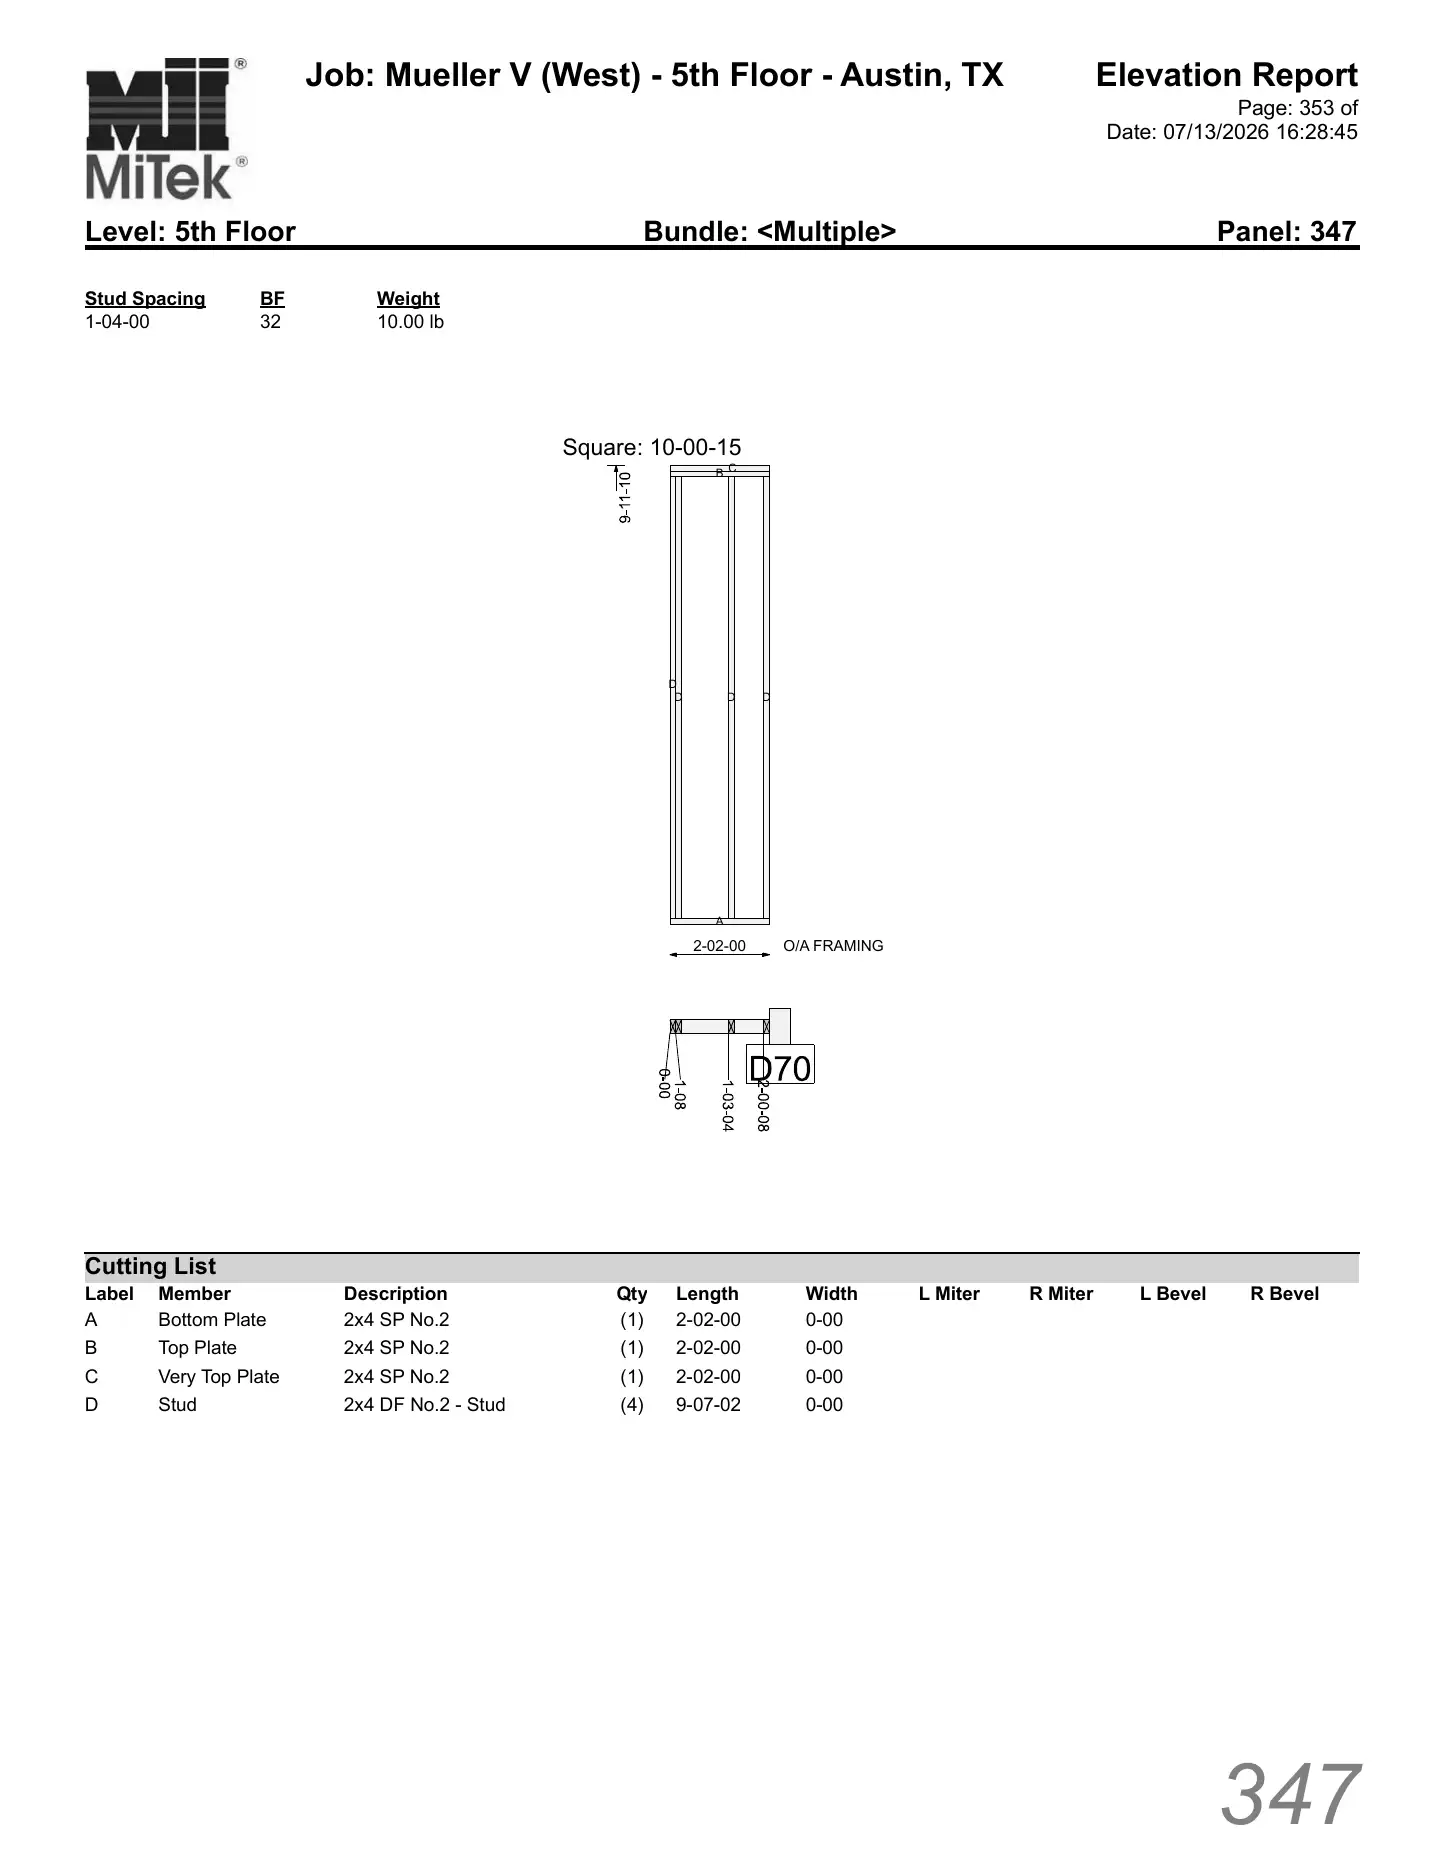 MiTek®
Job: Mueller V (West) - 5th Floor - Austin, TX
Elevation Report
Page: 353 of
Date: 07/13/2026 16:28:45
Level: 5th Floor Bundle: <Multiple> Panel: 347
Stud Spacing BF Weight
1-04-00 32 10.00 lb
Square: 10-00-15
9-11-10
C
B
D
D D D
A
2-02-00 O/A FRAMING
D70
0-00 1-08 1-03-04 2-00-08
Cutting List
Label Member Description Qty Length Width L Miter R Miter L Bevel R Bevel
A Bottom Plate 2x4 SP No.2 (1) 2-02-00 0-00
B Top Plate 2x4 SP No.2 (1) 2-02-00 0-00
C Very Top Plate 2x4 SP No.2 (1) 2-02-00 0-00
D Stud 2x4 DF No.2 - Stud (4) 9-07-02 0-00
347